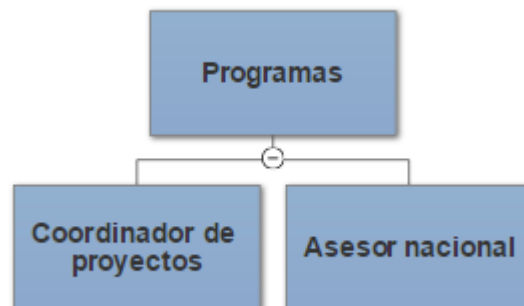 Programas
Coordinador de
proyectos
Asesor nacional